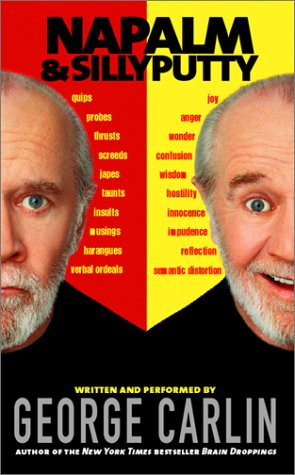 NAPALM
& SILLY PUTTY
quips
probes
thrusts
screeds
japes
taunts
insults
musings
harangues
verbal ordeals
joy
anger
wonder
confusion
wisdom
hostility
innocence
impudence
reflection
semantic distortion
WRITTEN AND PERFORMED BY
GEORGE CARLIN
AUTHOR OF THE New York Times BESTSELLER BRAIN DROPPINGS